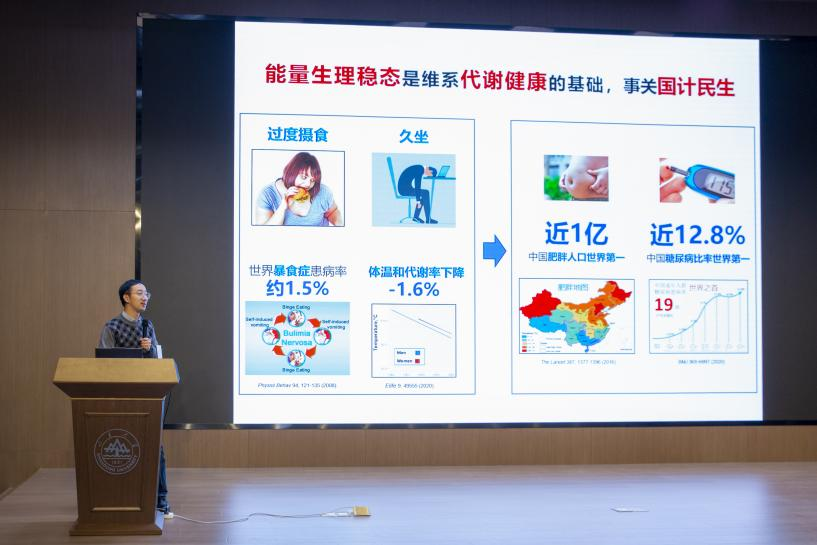 能量生理稳态是维系代谢健康的基础，事关国计民生
过度摄食
久坐
世界暴食症患病率
约1.5%
体温和代谢率下降
-1.6%
Binge Eating
Self-induced
vomiting
Self-induced
vomiting
Bulimia
Nervosa
Binge Eating
Temperature °C
Men
Women
Physiol Behav 94, 121-135 (2008)
Elife 9, 49555 (2020)
近1亿
中国肥胖人口世界第一
近12.8%
中国糖尿病比率世界第一
肥胖地图
世界之首
19
The Lancet 387, 1377-1396 (2016)